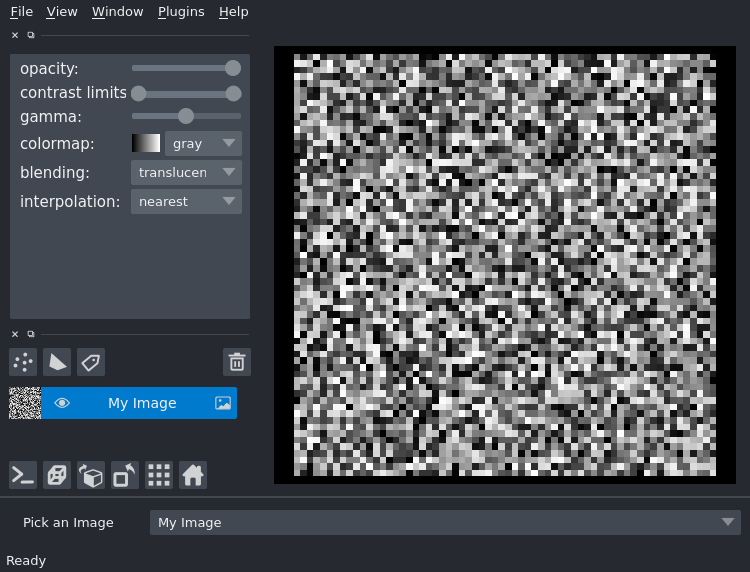 File View Window Plugins Help
opacity:
contrast limits
gamma:
colormap: gray
blending: translucen
interpolation: nearest
My Image
Pick an Image My Image
Ready